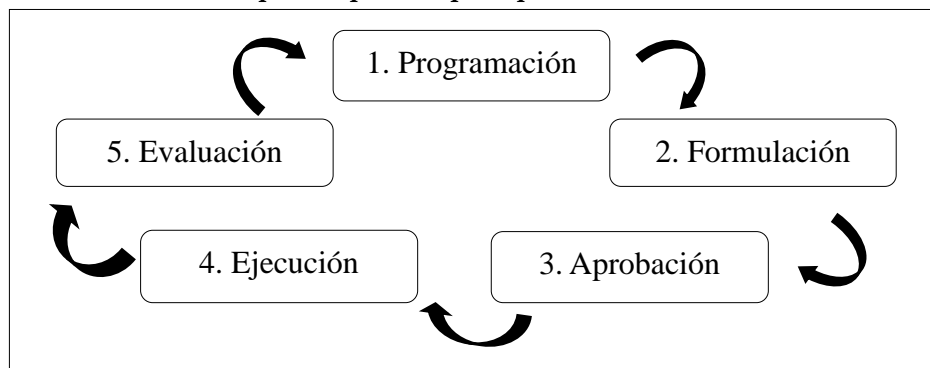 1. Programación
2. Formulación
3. Aprobación
4. Ejecución
5. Evaluación